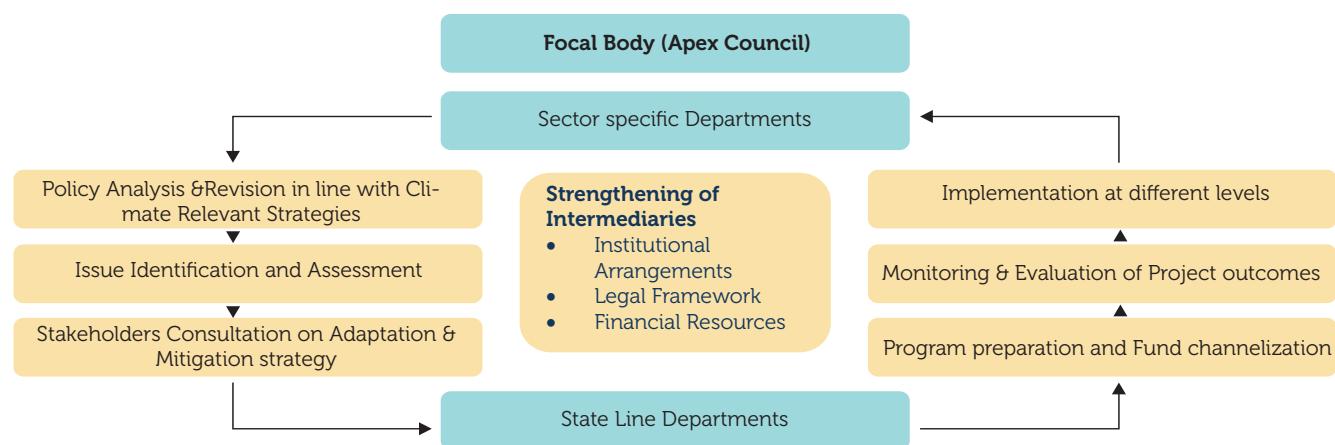 Focal Body (Apex Council)
Sector specific Departments
Policy Analysis &Revision in line with Cli-
mate Relevant Strategies
Issue Identification and Assessment
Stakeholders Consultation on Adaptation &
Mitigation strategy
Strengthening of
Intermediaries
• Institutional
Arrangements
• Legal Framework
• Financial Resources
Implementation at different levels
Monitoring & Evaluation of Project outcomes
Program preparation and Fund channelization
State Line Departments